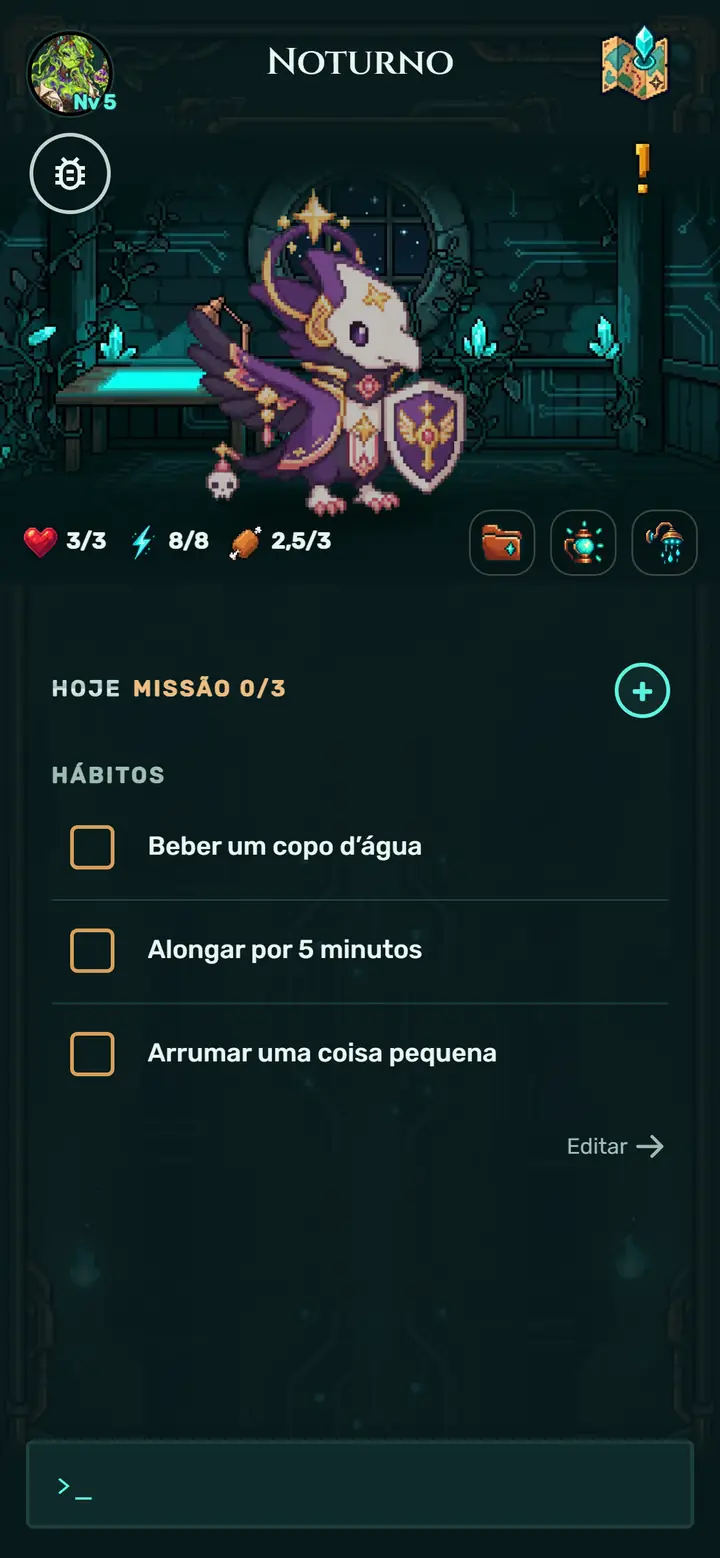 NOTURNO
Nv 5
!
3/3 8/8 2,5/3
HOJE MISSÃO 0/3
+
HÁBITOS
Beber um copo d’água
Alongar por 5 minutos
Arrumar uma coisa pequena
Editar →
>_